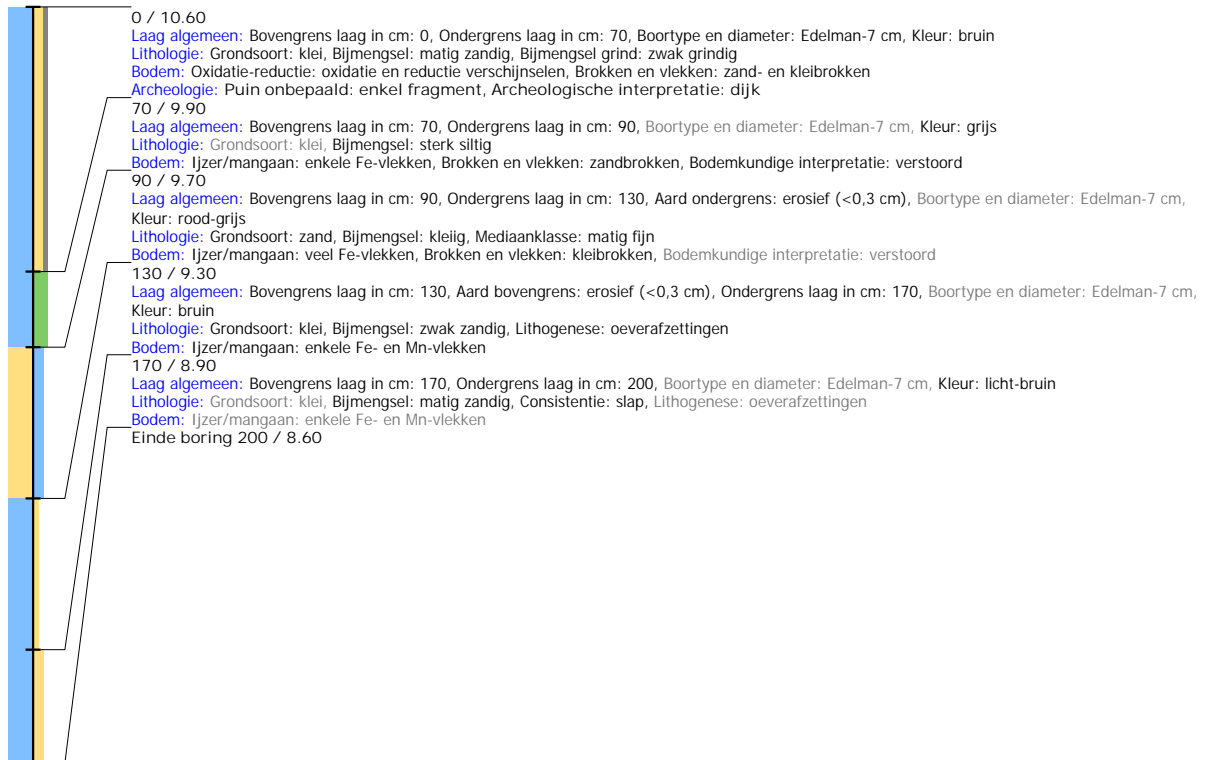 0 / 10.60
Laag algemeen: Bovengrens laag in cm: 0, Ondergrens laag in cm: 70, Boortype en diameter: Edelman-7 cm, Kleur: bruin
Lithologie: Grondsoort: klei, Bijmengsel: matig zandig, Bijmengsel grind: zwak grindig
Bodem: Oxidatie-reductie: oxidatie en reductie verschijnselen, Brokken en vlekken: zand- en kleibrokken
Archeologie: Puin onbepaald: enkel fragment, Archeologische interpretatie: dijk
70 / 9.90
Laag algemeen: Bovengrens laag in cm: 70, Ondergrens laag in cm: 90, Boortype en diameter: Edelman-7 cm, Kleur: grijs
Lithologie: Grondsoort: klei, Bijmengsel: sterk siltig
Bodem: Ijzer/mangaan: enkele Fe-vlekken, Brokken en vlekken: zandbrokken, Bodemkundige interpretatie: verstoord
90 / 9.70
Laag algemeen: Bovengrens laag in cm: 90, Ondergrens laag in cm: 130, Aard ondergrens: erosief (<0,3 cm), Boortype en diameter: Edelman-7 cm,
Kleur: rood-grijs
Lithologie: Grondsoort: zand, Bijmengsel: kleiig, Mediaanklasse: matig fijn
Bodem: Ijzer/mangaan: veel Fe-vlekken, Brokken en vlekken: kleibrokken, Bodemkundige interpretatie: verstoord
130 / 9.30
Laag algemeen: Bovengrens laag in cm: 130, Aard bovengrens: erosief (<0,3 cm), Ondergrens laag in cm: 170, Boortype en diameter: Edelman-7 cm,
Kleur: bruin
Lithologie: Grondsoort: klei, Bijmengsel: zwak zandig, Lithogenese: oeverafzettingen
Bodem: Ijzer/mangaan: enkele Fe- en Mn-vlekken
170 / 8.90
Laag algemeen: Bovengrens laag in cm: 170, Ondergrens laag in cm: 200, Boortype en diameter: Edelman-7 cm, Kleur: licht-bruin
Lithologie: Grondsoort: klei, Bijmengsel: matig zandig, Consistentie: slap, Lithogenese: oeverafzettingen
Bodem: Ijzer/mangaan: enkele Fe- en Mn-vlekken
Einde boring 200 / 8.60